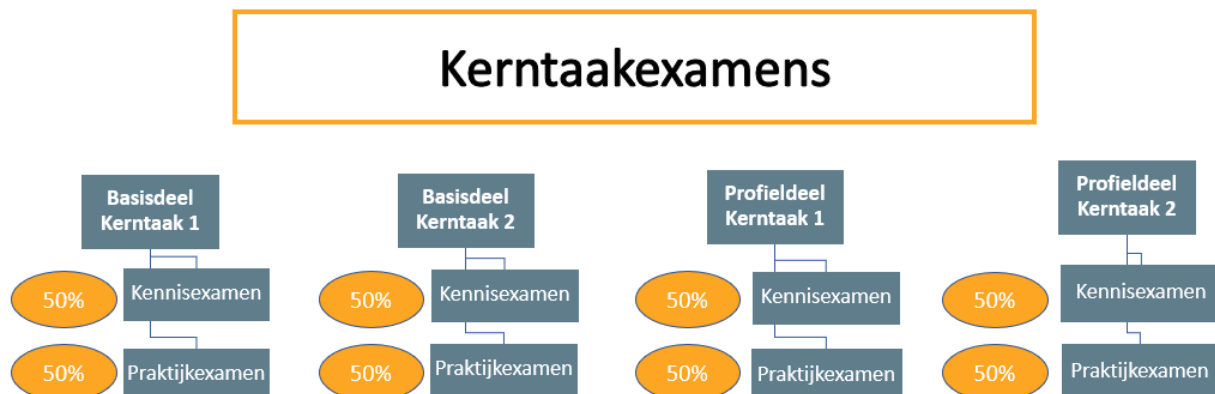 Kerntaakexamens
Basisdeel
Kerntaak 1
50%
Kennisexamen
50%
Praktijkexamen
Basisdeel
Kerntaak 2
50%
Kennisexamen
50%
Praktijkexamen
Profieldeel
Kerntaak 1
50%
Kennisexamen
50%
Praktijkexamen
Profieldeel
Kerntaak 2
50%
Kennisexamen
50%
Praktijkexamen